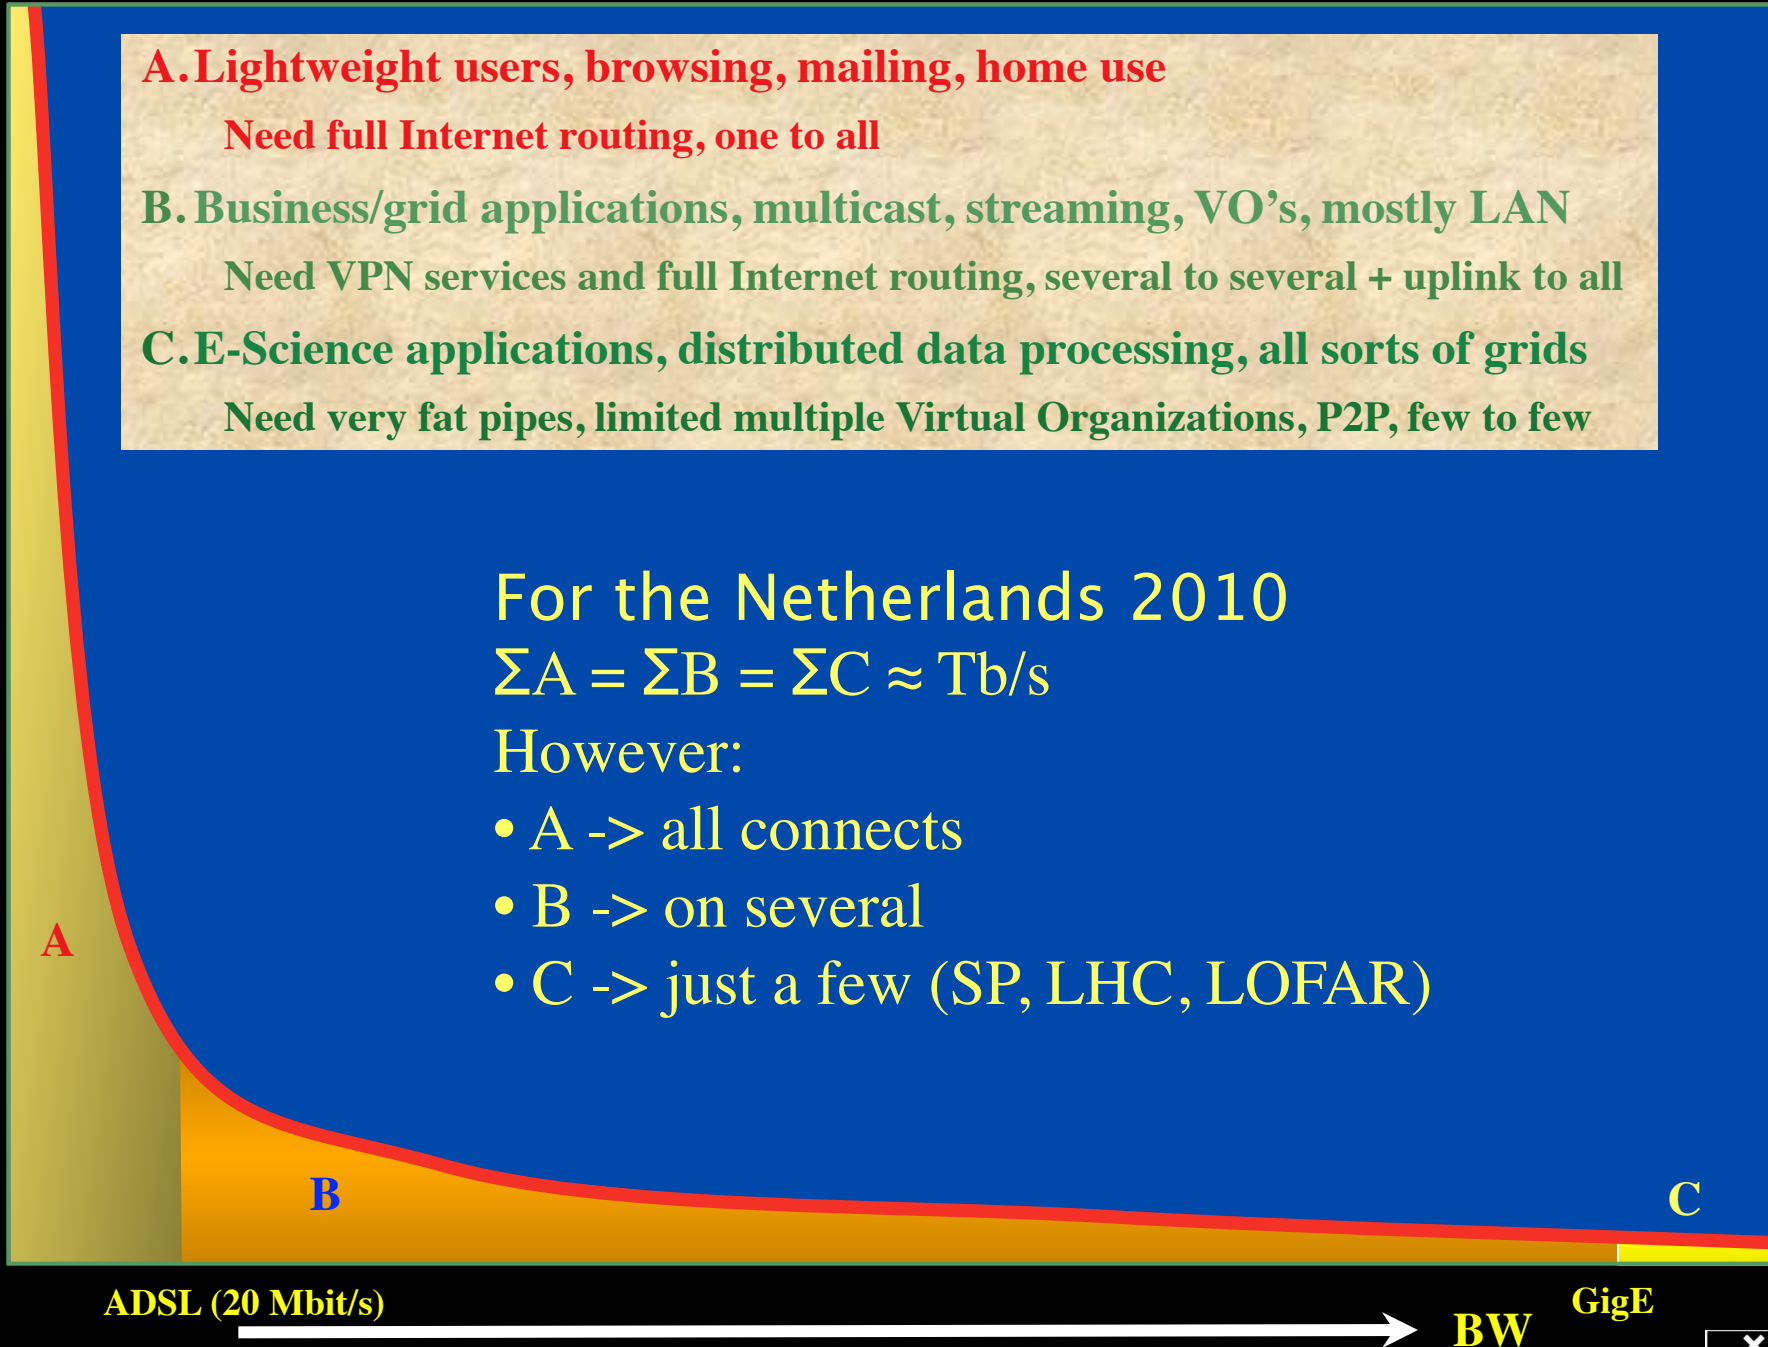 A. Lightweight users, browsing, mailing, home use
Need full Internet routing, one to all
B. Business/grid applications, multicast, streaming, VO's, mostly LAN
Need VPN services and full Internet routing, several to several + uplink to all
C. E-Science applications, distributed data processing, all sorts of grids
Need very fat pipes, limited multiple Virtual Organizations, P2P, few to few
For the Netherlands 2010
ΣA = ΣB = ΣC ≈ Tb/s
However:
• A -> all connects
• B -> on several
• C -> just a few (SP, LHC, LOFAR)
A
B
C
ADSL (20 Mbit/s)
BW
GigE